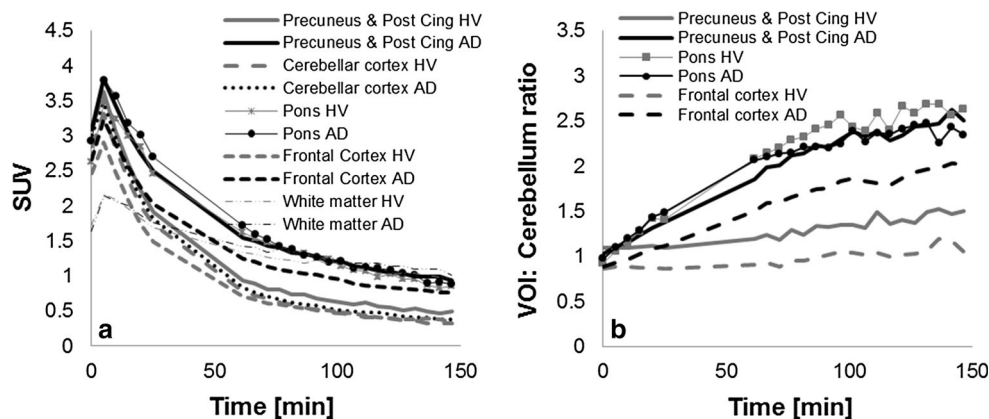 SUV
4.5
4
3.5
3
2.5
2
1.5
1
0.5
0
Precuneus & Post Cing HV
Precuneus & Post Cing AD
Cerebellar cortex HV
Cerebellar cortex AD
Pons HV
Pons AD
Frontal Cortex HV
Frontal Cortex AD
White matter HV
White matter AD
a
0 50 100 150
Time [min]
VOI: Cerebellum ratio
3.5
3
2.5
2
1.5
1
0.5
0
Precuneus & Post Cing HV
Precuneus & Post Cing AD
Pons HV
Pons AD
Frontal cortex HV
Frontal cortex AD
b
0 50 100 150
Time [min]